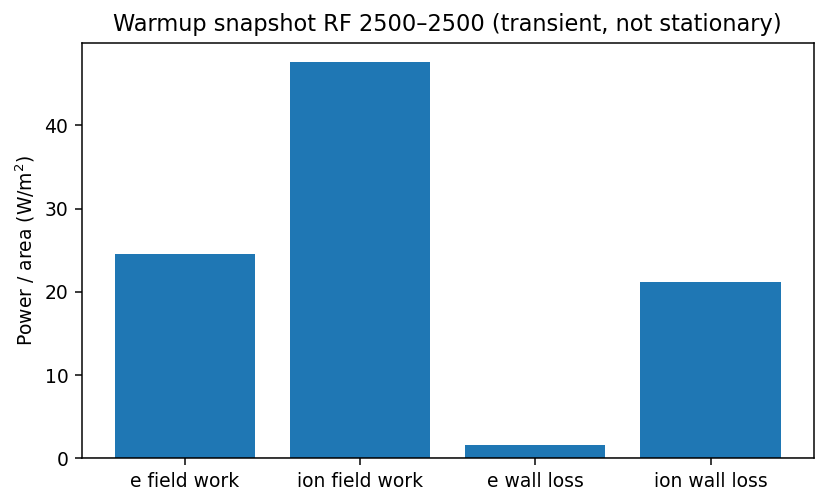 Warmup snapshot RF 2500–2500 (transient, not stationary)
Power / area (W/m²)
40
30
20
10
0
e field work
ion field work
e wall loss
ion wall loss